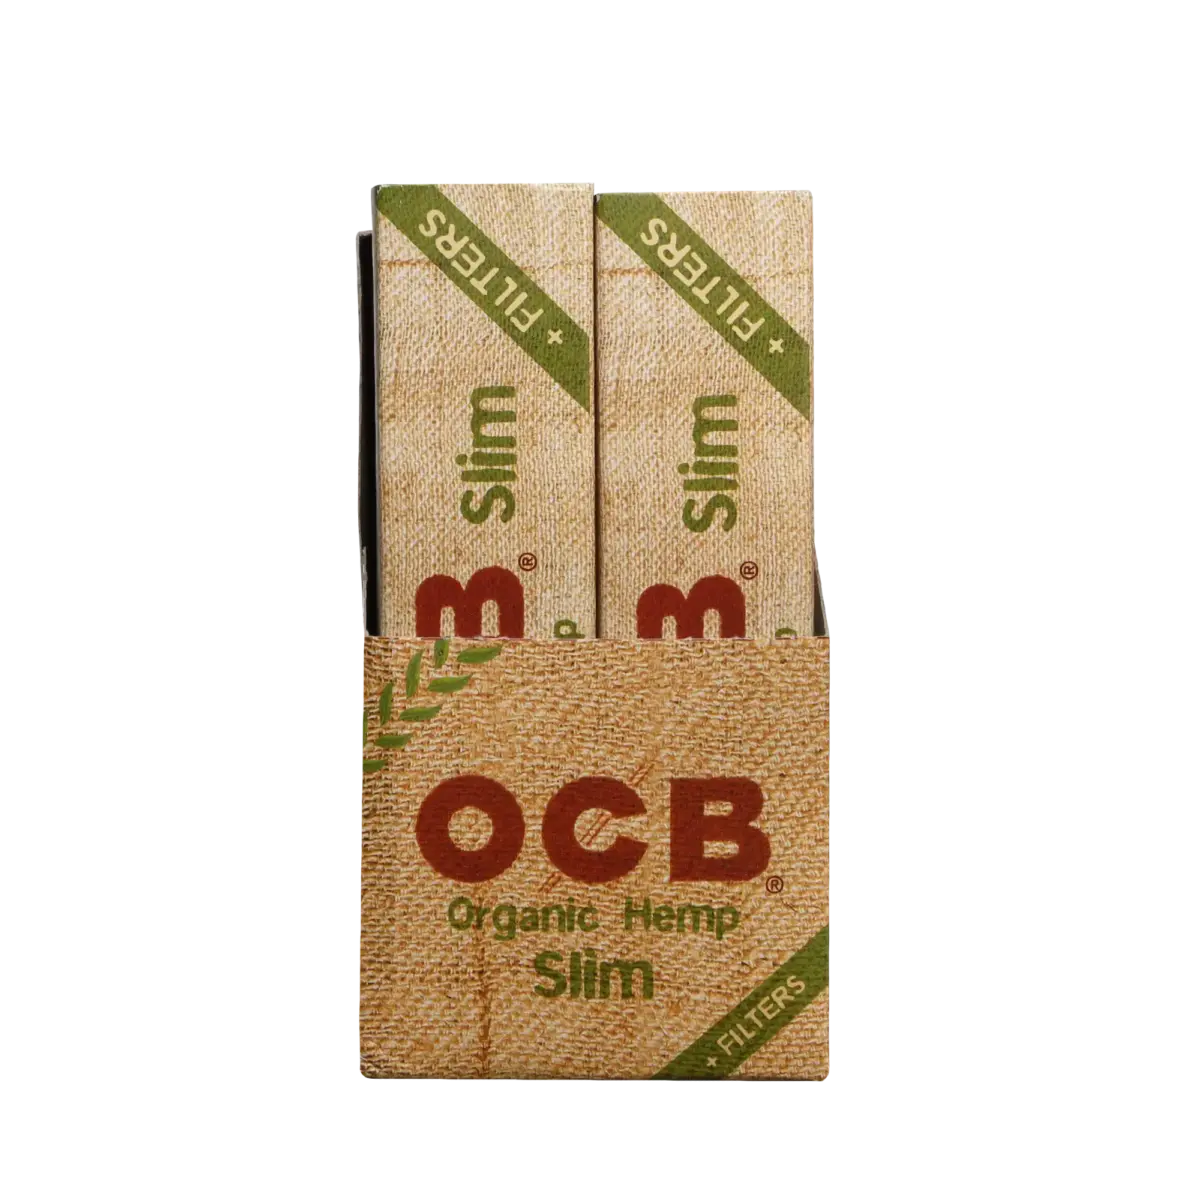 + FILTERS
Slim
B®
+ FILTERS
Slim
B®
OCB®
Organic Hemp
Slim
+ FILTERS